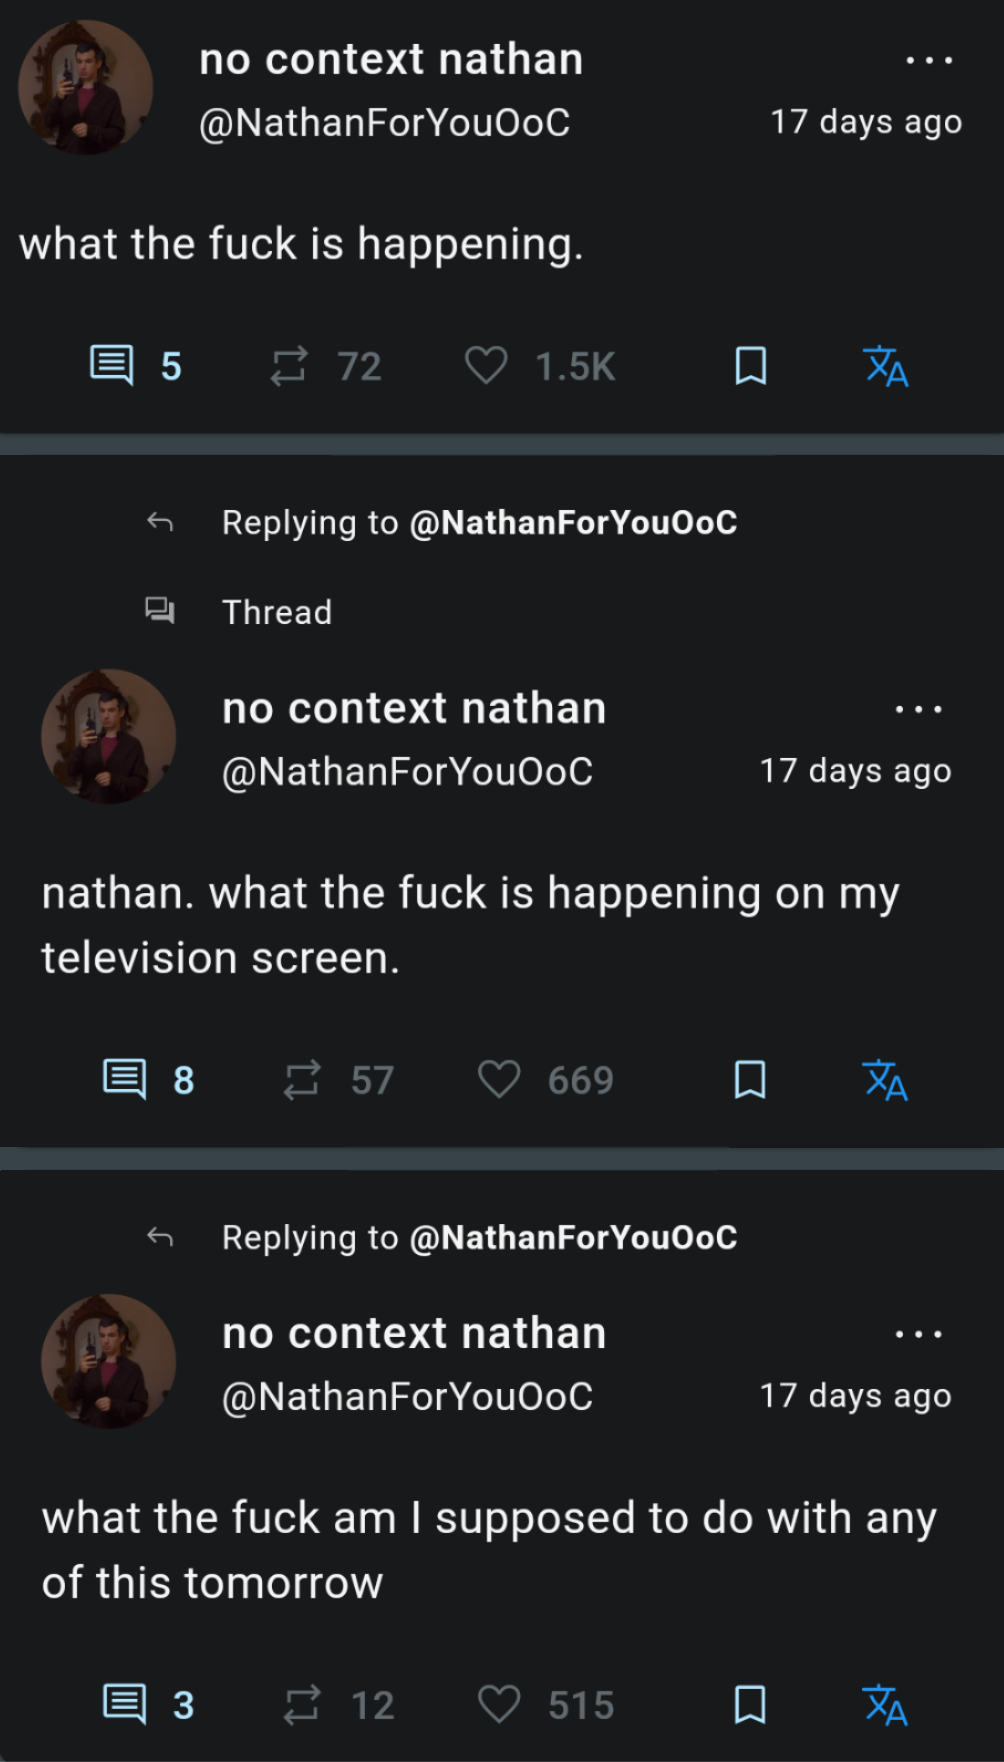 no context nathan
...
@NathanForYouOoC
17 days ago
what the fuck is happening.
5
72
1.5K
Replying to @NathanForYouOoC
Thread
no context nathan
...
@NathanForYouOoC
17 days ago
nathan. what the fuck is happening on my
television screen.
8
57
669
Replying to @NathanForYouOoC
no context nathan
...
@NathanForYouOoC
17 days ago
what the fuck am I supposed to do with any
of this tomorrow
3
12
515